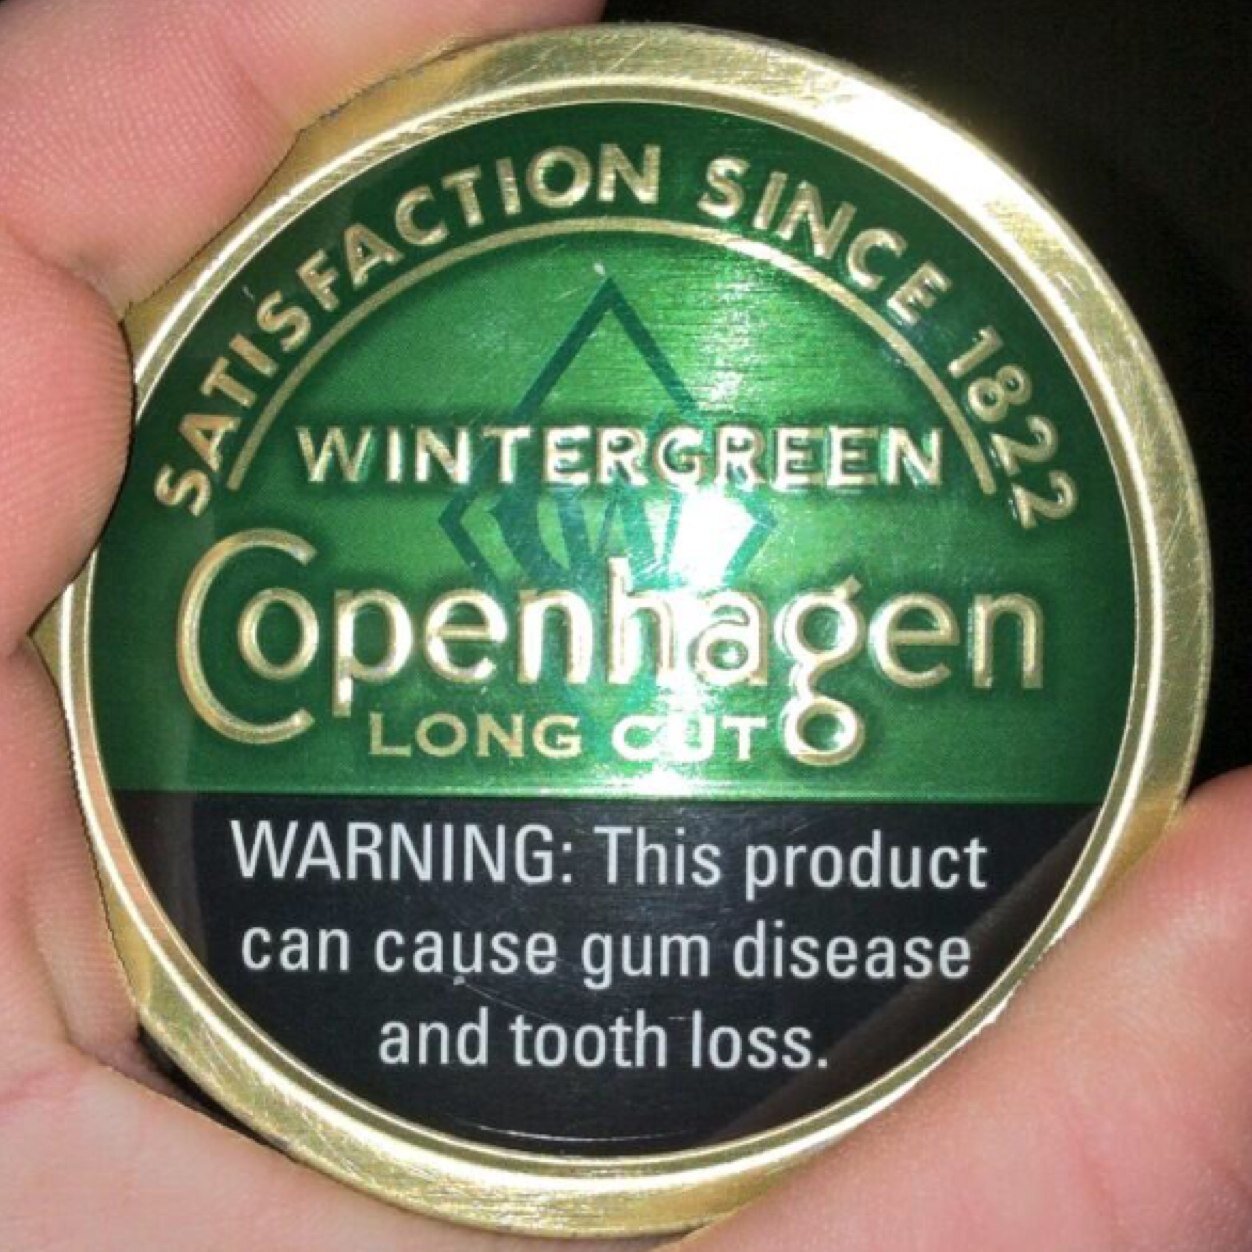 SATISFACTION SINCE 1822
WINTERGREEN
Copenhagen
LONG CUT
WARNING: This product
can cause gum disease
and tooth loss.